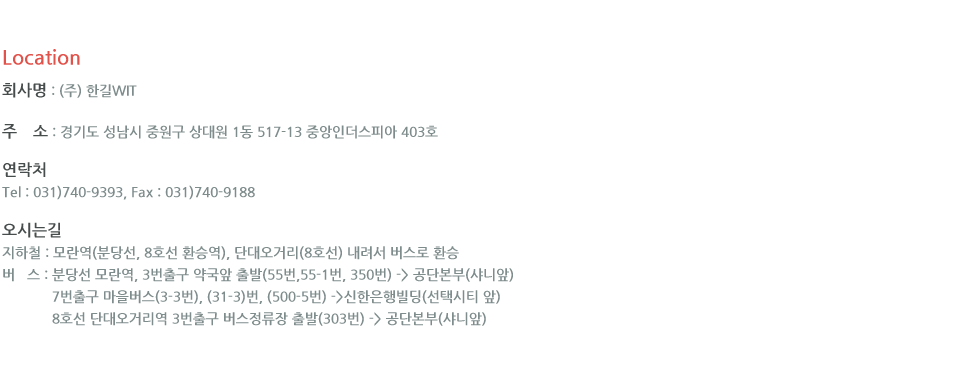 Location
회사명 : (주) 한길WIT
주 소 : 경기도 성남시 중원구 상대원 1동 517-13 중앙인더스피아 403호
연락처
Tel : 031)740-9393, Fax : 031)740-9188
오시는길
지하철 : 모란역(분당선, 8호선 환승역), 단대오거리(8호선) 내려서 버스로 환승
버 스 : 분당선 모란역, 3번출구 약국앞 출발(55번,55-1번, 350번) -> 공단본부(샤니앞)
7번출구 마을버스(3-3번), (31-3)번, (500-5번) ->신한은행빌딩(선택시티 앞)
8호선 단대오거리역 3번출구 버스정류장 출발(303번) -> 공단본부(샤니앞)